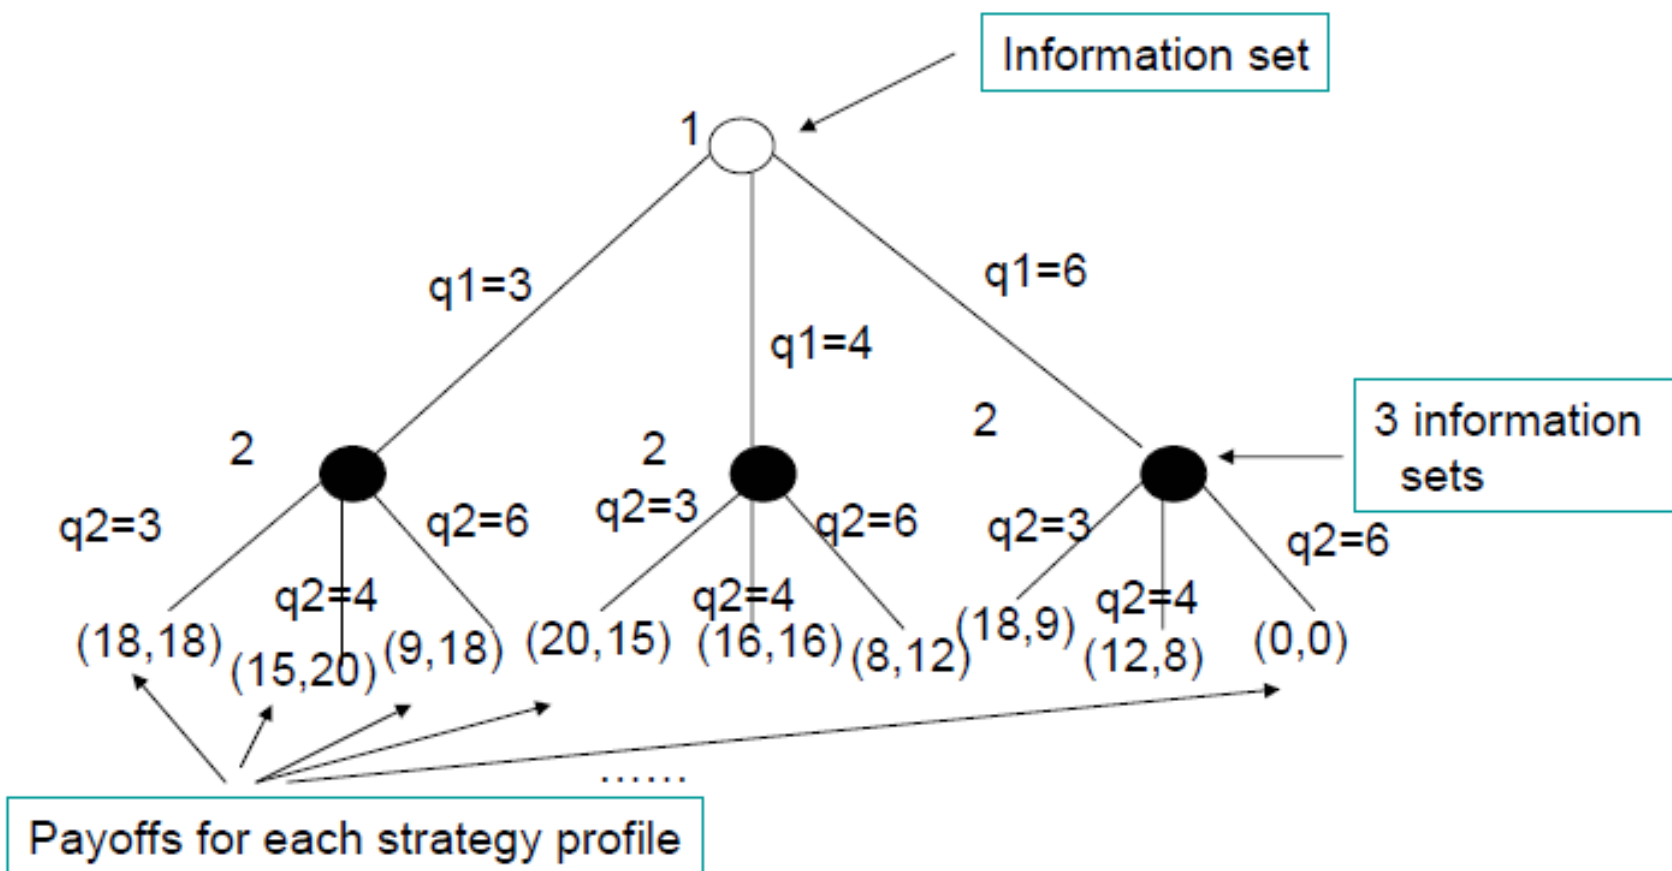 Information set
1
q1=3
q1=6
q1=4
2
2
2
3 information
sets
q2=3
q2=6
q2=3
q2=6
q2=3
q2=6
q2=4
q2=4
q2=4
(18,18)
(15,20)
(9,18)
(20,15)
(16,16)
(8,12)
(18,9)
(12,8)
(0,0)
......
Payoffs for each strategy profile